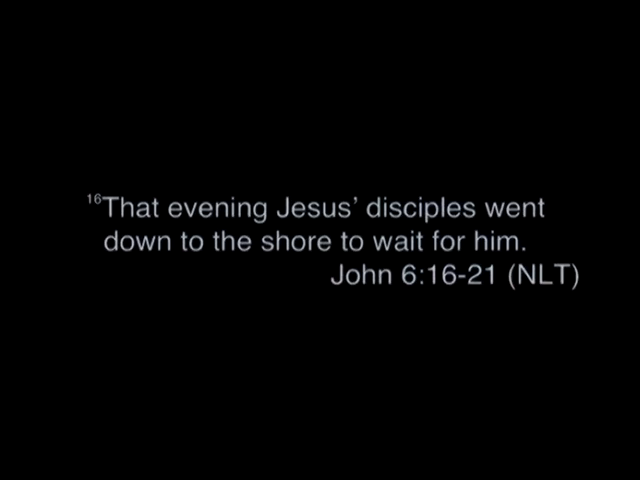 16That evening Jesus’ disciples went
down to the shore to wait for him.
John 6:16-21 (NLT)